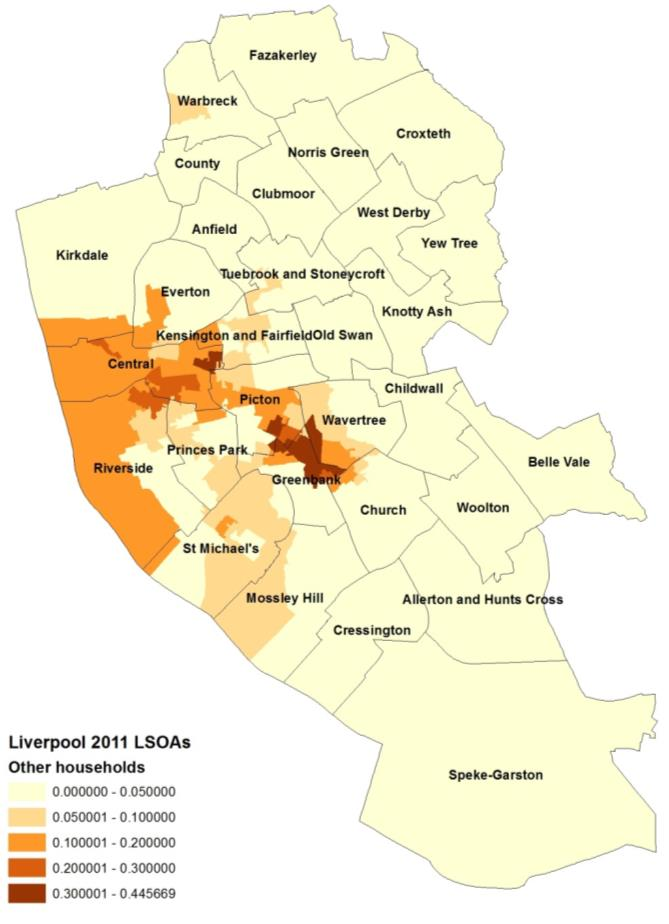 Fazakerley
Warbreck
Croxteth
Norris Green
County
Clubmoor
West Derby
Anfield
Yew Tree
Kirkdale
Tuebrook and Stoneycroft
Everton
Knotty Ash
Kensington and Fairfield
Old Swan
Central
Childwall
Picton
Wavertree
Princes Park
Belle Vale
Riverside
Greenbank
Church
Woolton
St Michael's
Mossley Hill
Allerton and Hunts Cross
Cressington
Speke-Garston
Liverpool 2011 LSOAs
Other households
0.000000 - 0.050000
0.050001 - 0.100000
0.100001 - 0.200000
0.200001 - 0.300000
0.300001 - 0.445669